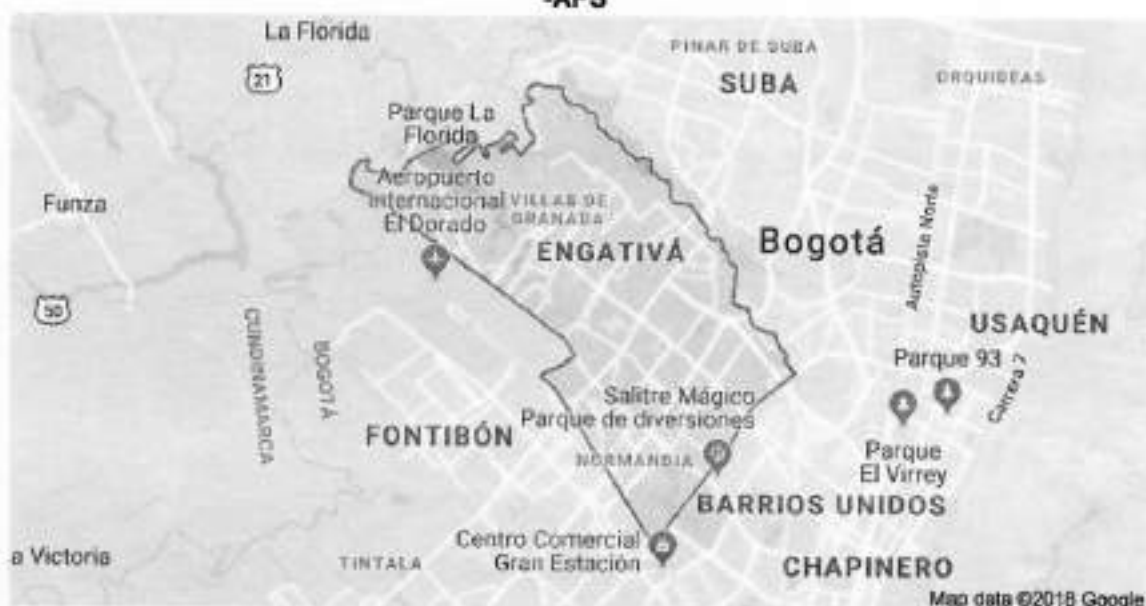 -APS
La Florida
PINAR DE SUBA
SUBA
ORQUIDEAS
21
Parque La
Florida
Aeropuerto
Internacional
El Dorado
VILLAS DE
GRANADA
Funza
ENGATIVÁ
Bogotá
Autopista Norte
50
USAQUÉN
CUNDINAMARCA
BOGOTÁ
Parque 93
Carrera 7
Salitre Mágico
Parque de diversiones
FONTIBÓN
NORMANDIA
Parque
El Virrey
BARRIOS UNIDOS
Centro Comercial
Gran Estación
a Victoria
TINTALA
CHAPINERO
Map data ©2018 Google